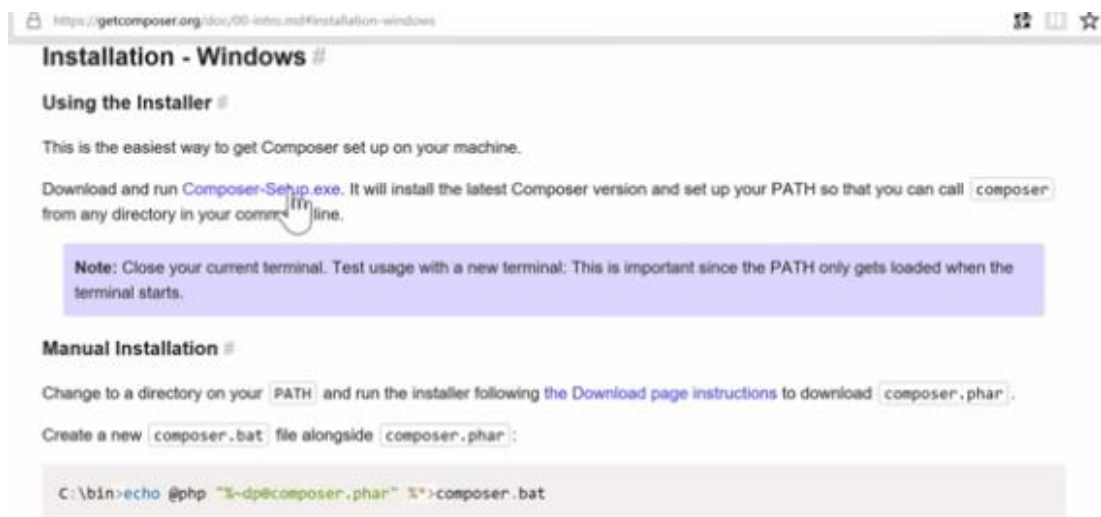 https://getcomposer.org/doc/00-intro.md#installation-windows
Installation - Windows #
Using the Installer #
This is the easiest way to get Composer set up on your machine.
Download and run Composer-Setup.exe. It will install the latest Composer version and set up your PATH so that you can call composer
from any directory in your command line.
Note: Close your current terminal. Test usage with a new terminal: This is important since the PATH only gets loaded when the
terminal starts.
Manual Installation #
Change to a directory on your PATH and run the installer following the Download page instructions to download composer.phar.
Create a new composer.bat file alongside composer.phar:
C:\bin>echo @php "%~dp0composer.phar" %*>composer.bat